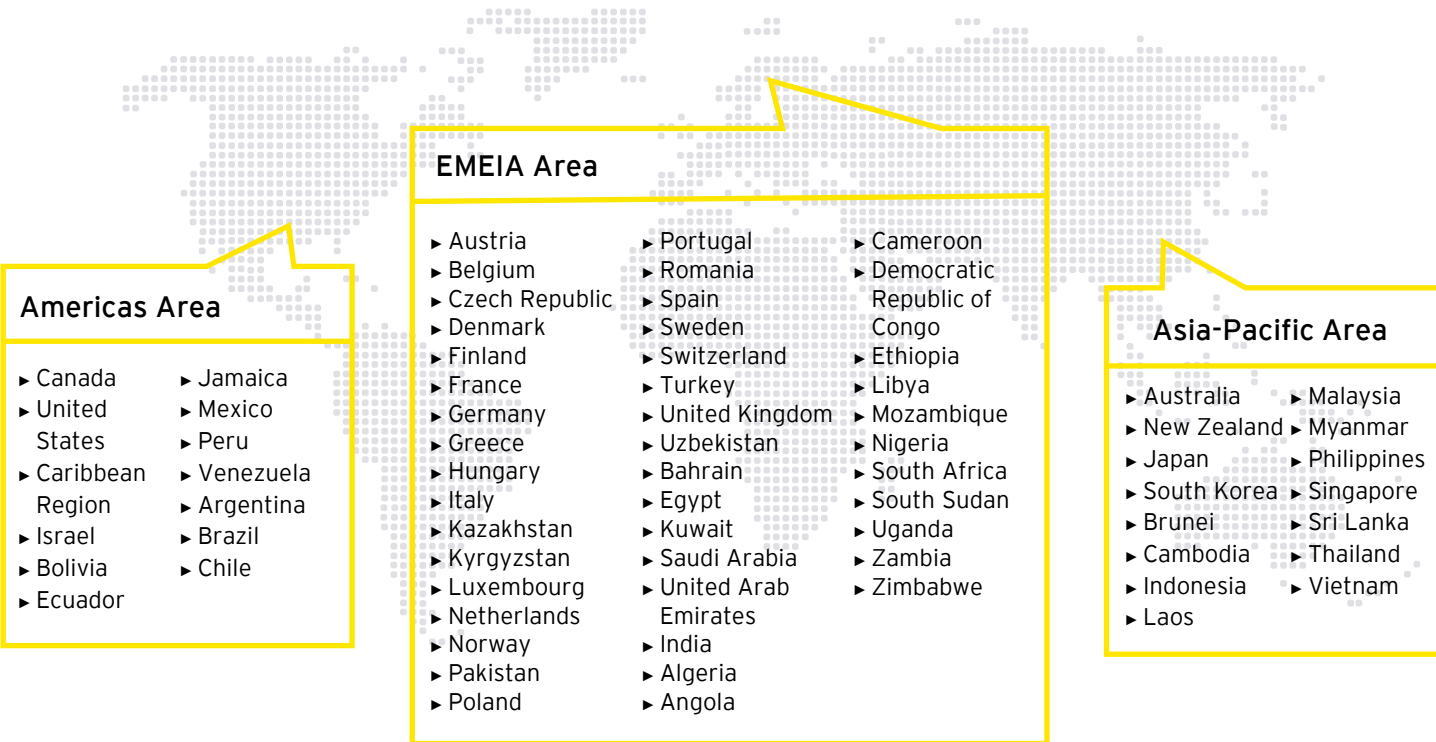 Americas Area
► Canada
► United
States
► Caribbean
Region
► Israel
► Bolivia
► Ecuador
► Jamaica
► Mexico
► Peru
► Venezuela
► Argentina
► Brazil
► Chile
EMEIA Area
► Austria
► Belgium
► Czech Republic
► Denmark
► Finland
► France
► Germany
► Greece
► Hungary
► Italy
► Kazakhstan
► Kyrgyzstan
► Luxembourg
► Netherlands
► Norway
► Pakistan
► Poland
► Portugal
► Romania
► Spain
► Sweden
► Switzerland
► Turkey
► United Kingdom
► Uzbekistan
► Bahrain
► Egypt
► Kuwait
► Saudi Arabia
► United Arab
Emirates
► India
► Algeria
► Angola
► Cameroon
► Democratic
Republic of
Congo
► Ethiopia
► Libya
► Mozambique
► Nigeria
► South Africa
► South Sudan
► Uganda
► Zambia
► Zimbabwe
Asia-Pacific Area
► Australia
► New Zealand
► Japan
► South Korea
► Brunei
► Cambodia
► Indonesia
► Laos
► Malaysia
► Myanmar
► Philippines
► Singapore
► Sri Lanka
► Thailand
► Vietnam